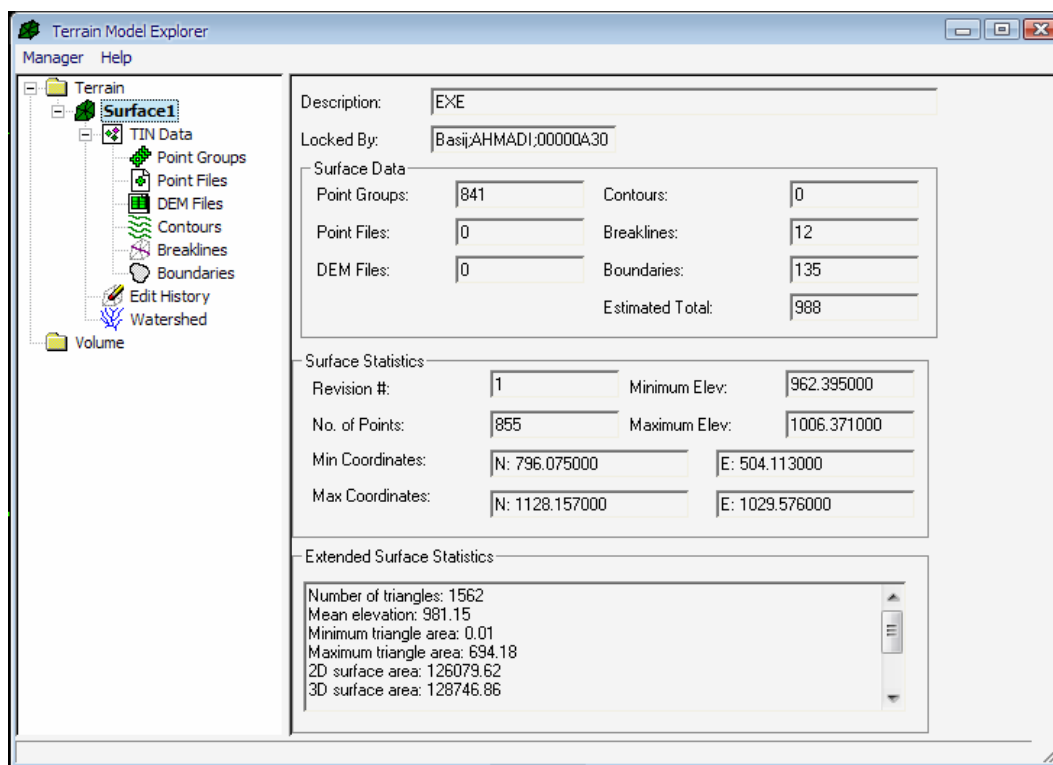 Terrain Model Explorer
Manager Help
Terrain
Surface1
TIN Data
Point Groups
Point Files
DEM Files
Contours
Breaklines
Boundaries
Edit History
Watershed
Volume
Description: EXE
Locked By: Basij;AHMADI;00000A30
Surface Data
Point Groups: 841 Contours: 0
Point Files: 0 Breaklines: 12
DEM Files: 0 Boundaries: 135
Estimated Total: 988
Surface Statistics
Revision #: 1 Minimum Elev: 962.395000
No. of Points: 855 Maximum Elev: 1006.371000
Min Coordinates: N: 796.075000 E: 504.113000
Max Coordinates: N: 1128.157000 E: 1029.576000
Extended Surface Statistics
Number of triangles: 1562
Mean elevation: 981.15
Minimum triangle area: 0.01
Maximum triangle area: 694.18
2D surface area: 126079.62
3D surface area: 128746.86